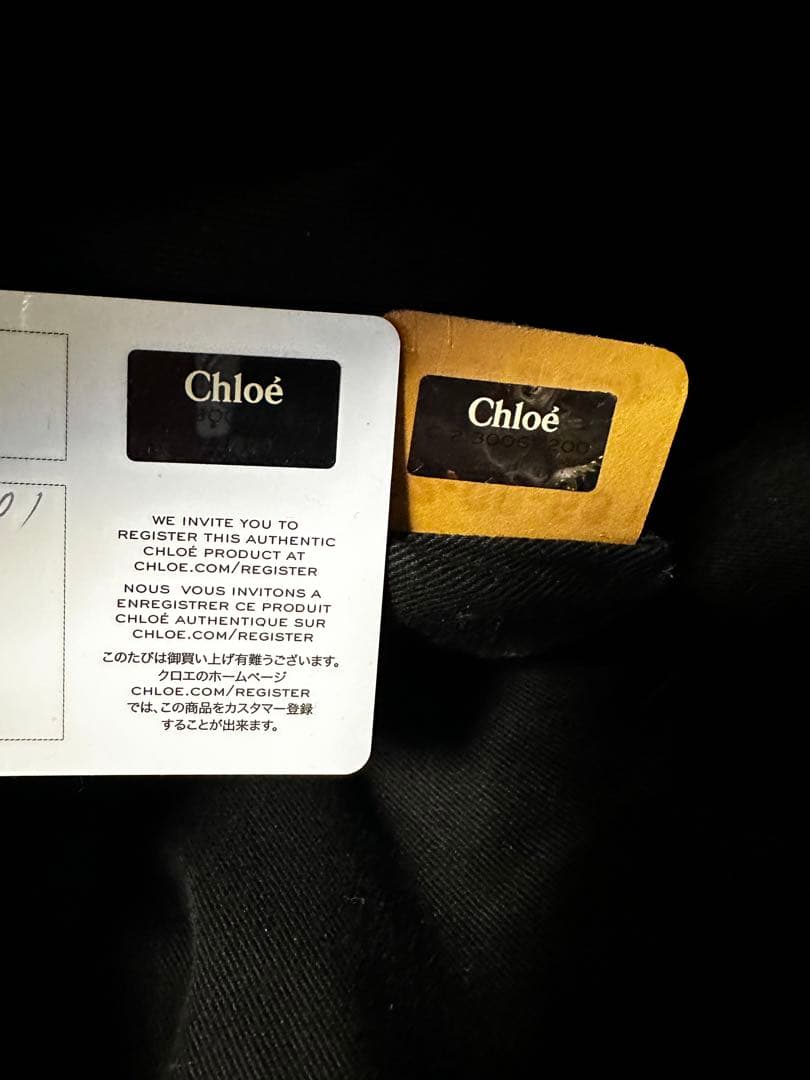 01
Chloé
WE INVITE YOU TO
REGISTER THIS AUTHENTIC
CHLOÉ PRODUCT AT
CHLOE.COM/REGISTER
NOUS VOUS INVITONS A
ENREGISTRER CE PRODUIT
CHLOÉ AUTHENTIQUE SUR
CHLOE.COM/REGISTER
このたびは御買い上げ有難うございます。
クロエのホームページ
CHLOE.COM/REGISTER
では、この商品をカスタマー登録
することが出来ます。
Chloé